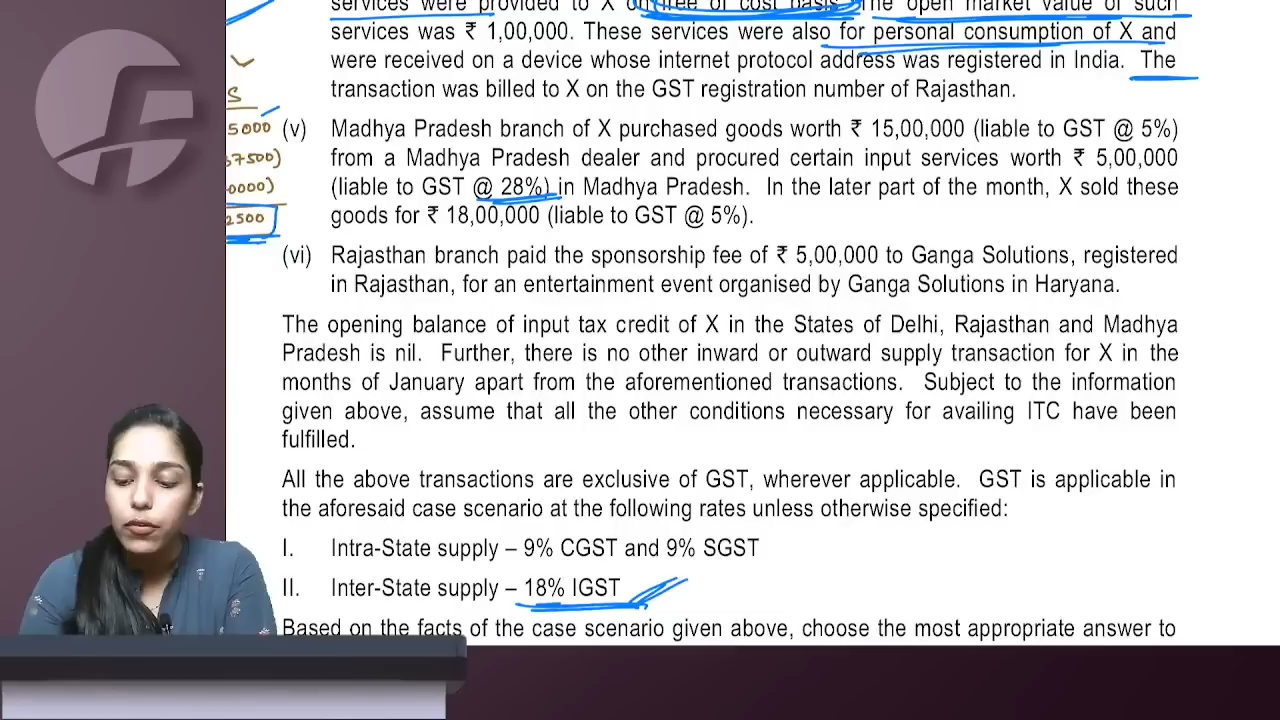 services were provided to X on free of cost basis. The open market value of such
services was ₹ 1,00,000. These services were also for personal consumption of X and
were received on a device whose internet protocol address was registered in India. The
transaction was billed to X on the GST registration number of Rajasthan.
S
5000
37500)
0000)
2500
(v) Madhya Pradesh branch of X purchased goods worth ₹ 15,00,000 (liable to GST @ 5%)
from a Madhya Pradesh dealer and procured certain input services worth ₹ 5,00,000
(liable to GST @ 28%) in Madhya Pradesh. In the later part of the month, X sold these
goods for ₹ 18,00,000 (liable to GST @ 5%).
(vi) Rajasthan branch paid the sponsorship fee of ₹ 5,00,000 to Ganga Solutions, registered
in Rajasthan, for an entertainment event organised by Ganga Solutions in Haryana.
The opening balance of input tax credit of X in the States of Delhi, Rajasthan and Madhya
Pradesh is nil. Further, there is no other inward or outward supply transaction for X in the
months of January apart from the aforementioned transactions. Subject to the information
given above, assume that all the other conditions necessary for availing ITC have been
fulfilled.
All the above transactions are exclusive of GST, wherever applicable. GST is applicable in
the aforesaid case scenario at the following rates unless otherwise specified:
I. Intra-State supply – 9% CGST and 9% SGST
II. Inter-State supply – 18% IGST
Based on the facts of the case scenario given above, choose the most appropriate answer to